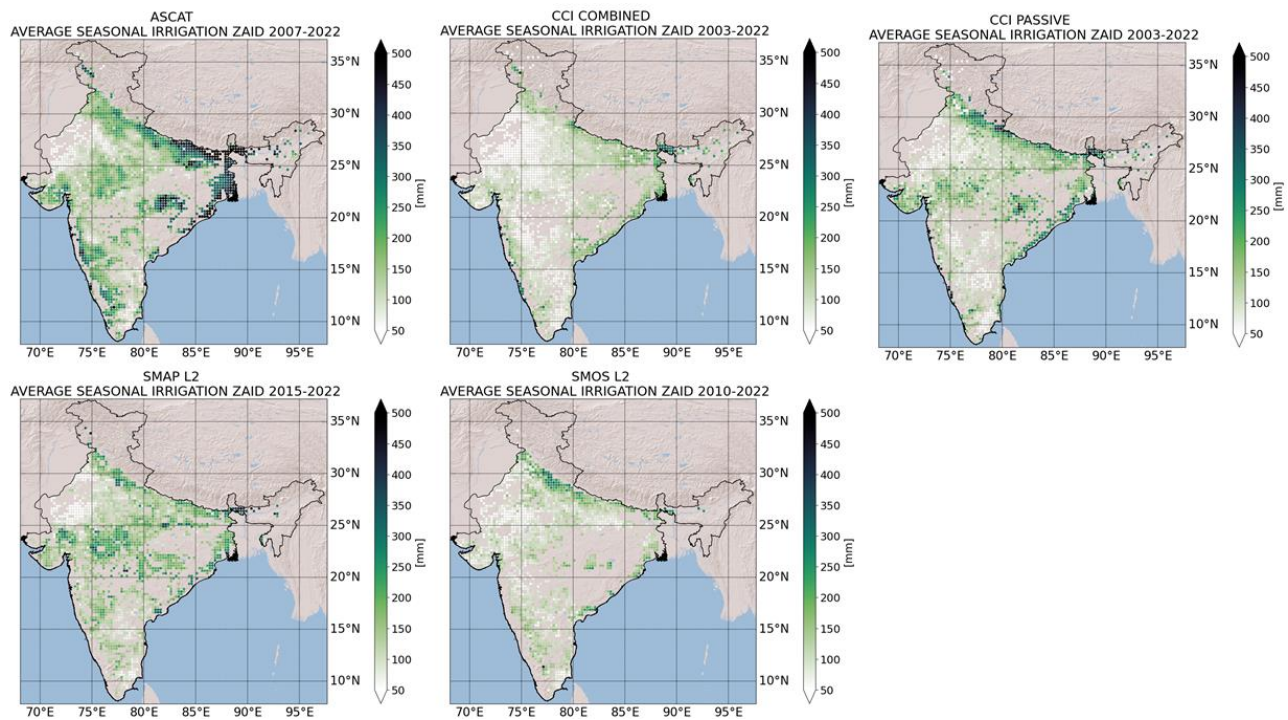 ASCAT
AVERAGE SEASONAL IRRIGATION ZAID 2007-2022
35°N
30°N
25°N
20°N
15°N
10°N
70°E 75°E 80°E 85°E 90°E 95°E
500
450
400
350
300
250
200
150
100
50
[mm]
CCI COMBINED
AVERAGE SEASONAL IRRIGATION ZAID 2003-2022
35°N
30°N
25°N
20°N
15°N
10°N
70°E 75°E 80°E 85°E 90°E 95°E
500
450
400
350
300
250
200
150
100
50
[mm]
CCI PASSIVE
AVERAGE SEASONAL IRRIGATION ZAID 2003-2022
35°N
30°N
25°N
20°N
15°N
10°N
70°E 75°E 80°E 85°E 90°E 95°E
500
450
400
350
300
250
200
150
100
50
[mm]
SMAP L2
AVERAGE SEASONAL IRRIGATION ZAID 2015-2022
35°N
30°N
25°N
20°N
15°N
10°N
70°E 75°E 80°E 85°E 90°E 95°E
500
450
400
350
300
250
200
150
100
50
[mm]
SMOS L2
AVERAGE SEASONAL IRRIGATION ZAID 2010-2022
35°N
30°N
25°N
20°N
15°N
10°N
70°E 75°E 80°E 85°E 90°E 95°E
500
450
400
350
300
250
200
150
100
50
[mm]